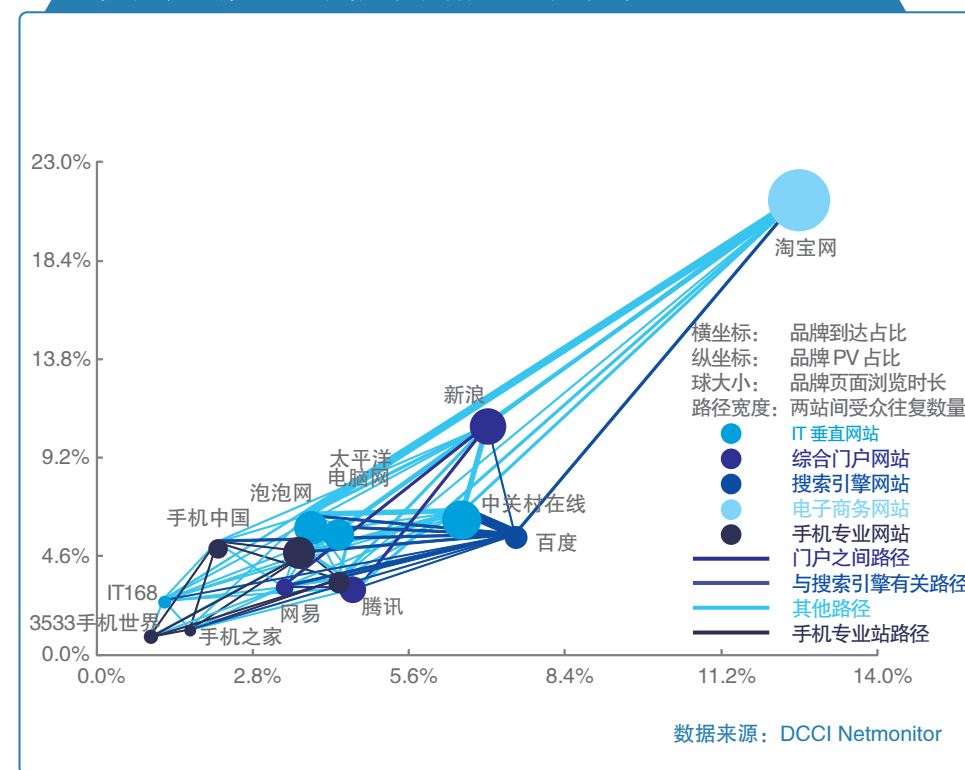 23.0%
18.4%
13.8%
9.2%
4.6%
0.0%
0.0%
2.8%
5.6%
8.4%
11.2%
14.0%
淘宝网
新浪
太平洋
电脑网
泡泡网
中关村在线
手机中国
百度
IT168
网易
腾讯
3533手机世界
手机之家
横坐标： 品牌到达占比
纵坐标： 品牌 PV 占比
球大小： 品牌页面浏览时长
路径宽度：两站间受众往复数量
IT 垂直网站
综合门户网站
搜索引擎网站
电子商务网站
手机专业网站
门户之间路径
与搜索引擎有关路径
其他路径
手机专业站路径
数据来源：DCCI Netmonitor